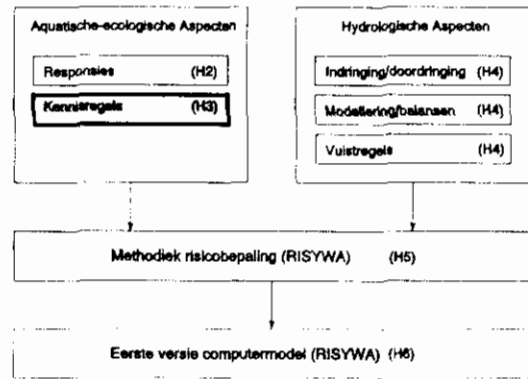 Aquatische-ecologische Aspecten
Responsies (H2)
Kennisregels (H3)
Hydrologische Aspecten
Indringing/doordringing (H4)
Modellering/balansen (H4)
Vuistregels (H4)
Methodiek risicobepaling (RISYWA) (H5)
Eerste versie computermodel (RISYWA) (H6)